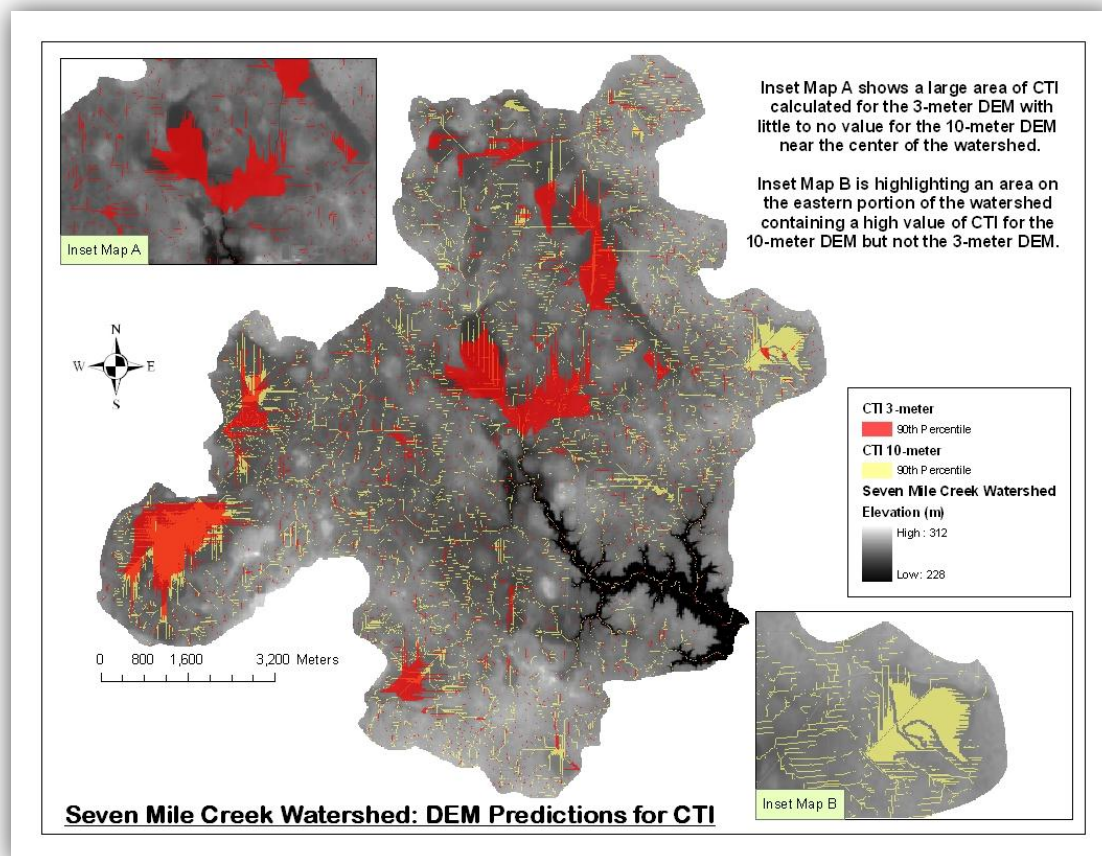 Inset Map A
Inset Map A shows a large area of CTI
calculated for the 3-meter DEM with
little to no value for the 10-meter DEM
near the center of the watershed.
Inset Map B is highlighting an area on
the eastern portion of the watershed
containing a high value of CTI for the
10-meter DEM but not the 3-meter DEM.
N
W E
S
CTI 3-meter
90th Percentile
CTI 10-meter
90th Percentile
Seven Mile Creek Watershed
Elevation (m)
High : 312
Low : 228
0 800 1,600 3,200 Meters
Inset Map B
Seven Mile Creek Watershed: DEM Predictions for CTI